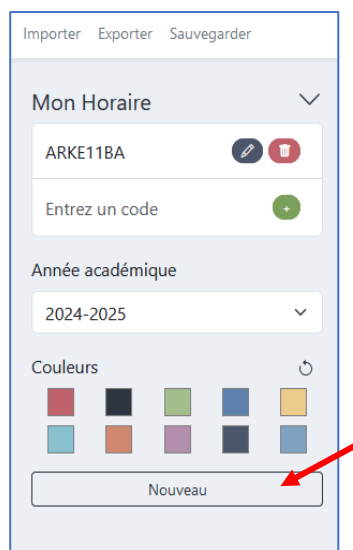 Importer Exporter Sauvegarder
Mon Horaire
ARKE11BA
Entrez un code +
Année académique
2024-2025
Couleurs
Nouveau